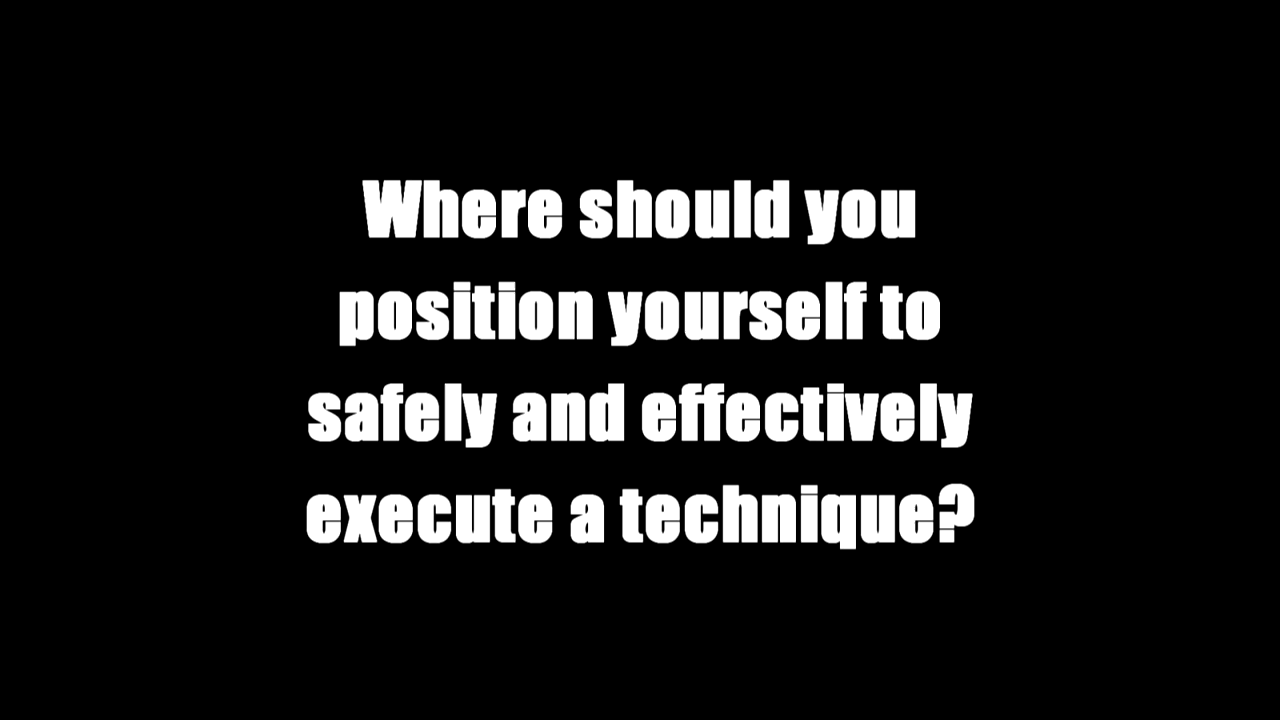 Where should you
position yourself to
safely and effectively
execute a technique?